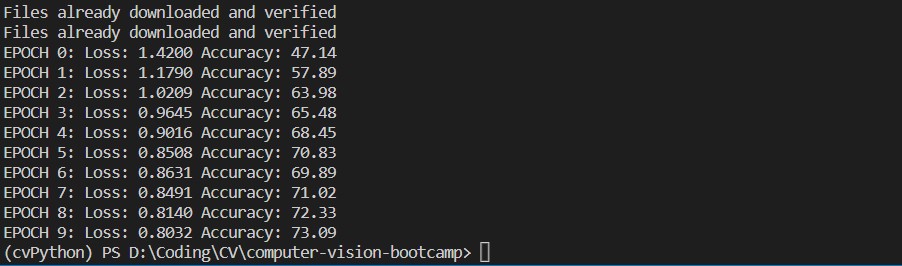 Files already downloaded and verified
Files already downloaded and verified
EPOCH 0: Loss: 1.4200 Accuracy: 47.14
EPOCH 1: Loss: 1.1790 Accuracy: 57.89
EPOCH 2: Loss: 1.0209 Accuracy: 63.98
EPOCH 3: Loss: 0.9645 Accuracy: 65.48
EPOCH 4: Loss: 0.9016 Accuracy: 68.45
EPOCH 5: Loss: 0.8508 Accuracy: 70.83
EPOCH 6: Loss: 0.8631 Accuracy: 69.89
EPOCH 7: Loss: 0.8491 Accuracy: 71.02
EPOCH 8: Loss: 0.8140 Accuracy: 72.33
EPOCH 9: Loss: 0.8032 Accuracy: 73.09
(cvPython) PS D:\Coding\CV\computer-vision-bootcamp>